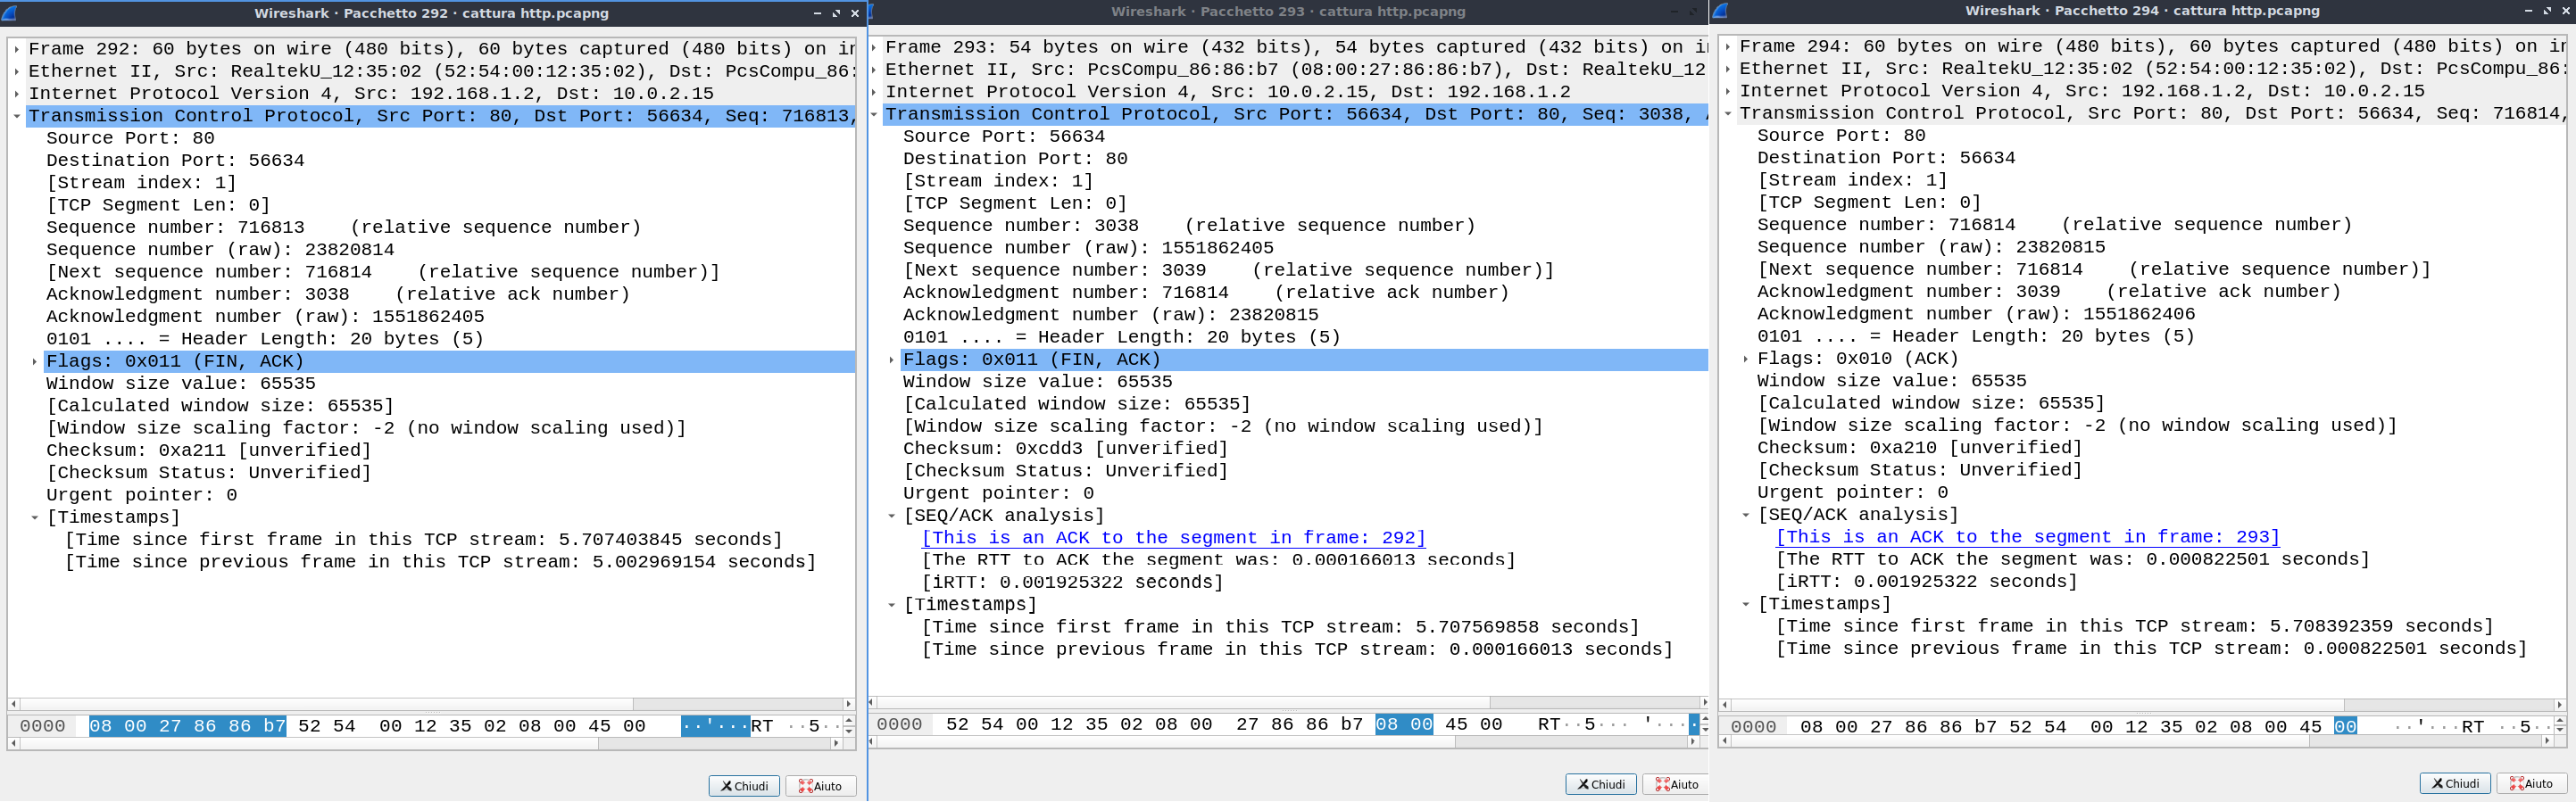 Wireshark · Pacchetto 292 · cattura http.pcapng
Frame 292: 60 bytes on wire (480 bits), 60 bytes captured (480 bits) on in
Ethernet II, Src: RealtekU_12:35:02 (52:54:00:12:35:02), Dst: PcsCompu_86:
Internet Protocol Version 4, Src: 192.168.1.2, Dst: 10.0.2.15
Transmission Control Protocol, Src Port: 80, Dst Port: 56634, Seq: 716813,
Source Port: 80
Destination Port: 56634
[Stream index: 1]
[TCP Segment Len: 0]
Sequence number: 716813    (relative sequence number)
Sequence number (raw): 23820814
[Next sequence number: 716814    (relative sequence number)]
Acknowledgment number: 3038    (relative ack number)
Acknowledgment number (raw): 1551862405
0101 .... = Header Length: 20 bytes (5)
Flags: 0x011 (FIN, ACK)
Window size value: 65535
[Calculated window size: 65535]
[Window size scaling factor: -2 (no window scaling used)]
Checksum: 0xa211 [unverified]
[Checksum Status: Unverified]
Urgent pointer: 0
[Timestamps]
[Time since first frame in this TCP stream: 5.707403845 seconds]
[Time since previous frame in this TCP stream: 5.002969154 seconds]
0000  08 00 27 86 86 b7 52 54  00 12 35 02 08 00 45 00  ··'···RT ··5··
Chiudi
Aiuto
Wireshark · Pacchetto 293 · cattura http.pcapng
Frame 293: 54 bytes on wire (432 bits), 54 bytes captured (432 bits) on i
Ethernet II, Src: PcsCompu_86:86:b7 (08:00:27:86:86:b7), Dst: RealtekU_12
Internet Protocol Version 4, Src: 10.0.2.15, Dst: 192.168.1.2
Transmission Control Protocol, Src Port: 56634, Dst Port: 80, Seq: 3038, A
Source Port: 56634
Destination Port: 80
[Stream index: 1]
[TCP Segment Len: 0]
Sequence number: 3038    (relative sequence number)
Sequence number (raw): 1551862405
[Next sequence number: 3039    (relative sequence number)]
Acknowledgment number: 716814    (relative ack number)
Acknowledgment number (raw): 23820815
0101 .... = Header Length: 20 bytes (5)
Flags: 0x011 (FIN, ACK)
Window size value: 65535
[Calculated window size: 65535]
[Window size scaling factor: -2 (no window scaling used)]
Checksum: 0xcdd3 [unverified]
[Checksum Status: Unverified]
Urgent pointer: 0
[SEQ/ACK analysis]
[This is an ACK to the segment in frame: 292]
[The RTT to ACK the segment was: 0.000166013 seconds]
[iRTT: 0.001925322 seconds]
[Timestamps]
[Time since first frame in this TCP stream: 5.707569858 seconds]
[Time since previous frame in this TCP stream: 0.000166013 seconds]
0000  52 54 00 12 35 02 08 00  27 86 86 b7 08 00 45 00  RT··5··· '·····
Chiudi
Aiuto
Wireshark · Pacchetto 294 · cattura http.pcapng
Frame 294: 60 bytes on wire (480 bits), 60 bytes captured (480 bits) on in
Ethernet II, Src: RealtekU_12:35:02 (52:54:00:12:35:02), Dst: PcsCompu_86:
Internet Protocol Version 4, Src: 192.168.1.2, Dst: 10.0.2.15
Transmission Control Protocol, Src Port: 80, Dst Port: 56634, Seq: 716814,
Source Port: 80
Destination Port: 56634
[Stream index: 1]
[TCP Segment Len: 0]
Sequence number: 716814    (relative sequence number)
Sequence number (raw): 23820815
[Next sequence number: 716814    (relative sequence number)]
Acknowledgment number: 3039    (relative ack number)
Acknowledgment number (raw): 1551862406
0101 .... = Header Length: 20 bytes (5)
Flags: 0x010 (ACK)
Window size value: 65535
[Calculated window size: 65535]
[Window size scaling factor: -2 (no window scaling used)]
Checksum: 0xa210 [unverified]
[Checksum Status: Unverified]
Urgent pointer: 0
[SEQ/ACK analysis]
[This is an ACK to the segment in frame: 293]
[The RTT to ACK the segment was: 0.000822501 seconds]
[iRTT: 0.001925322 seconds]
[Timestamps]
[Time since first frame in this TCP stream: 5.708392359 seconds]
[Time since previous frame in this TCP stream: 0.000822501 seconds]
0000  08 00 27 86 86 b7 52 54  00 12 35 02 08 00 45 00  ··'···RT ··5··
Chiudi
Aiuto